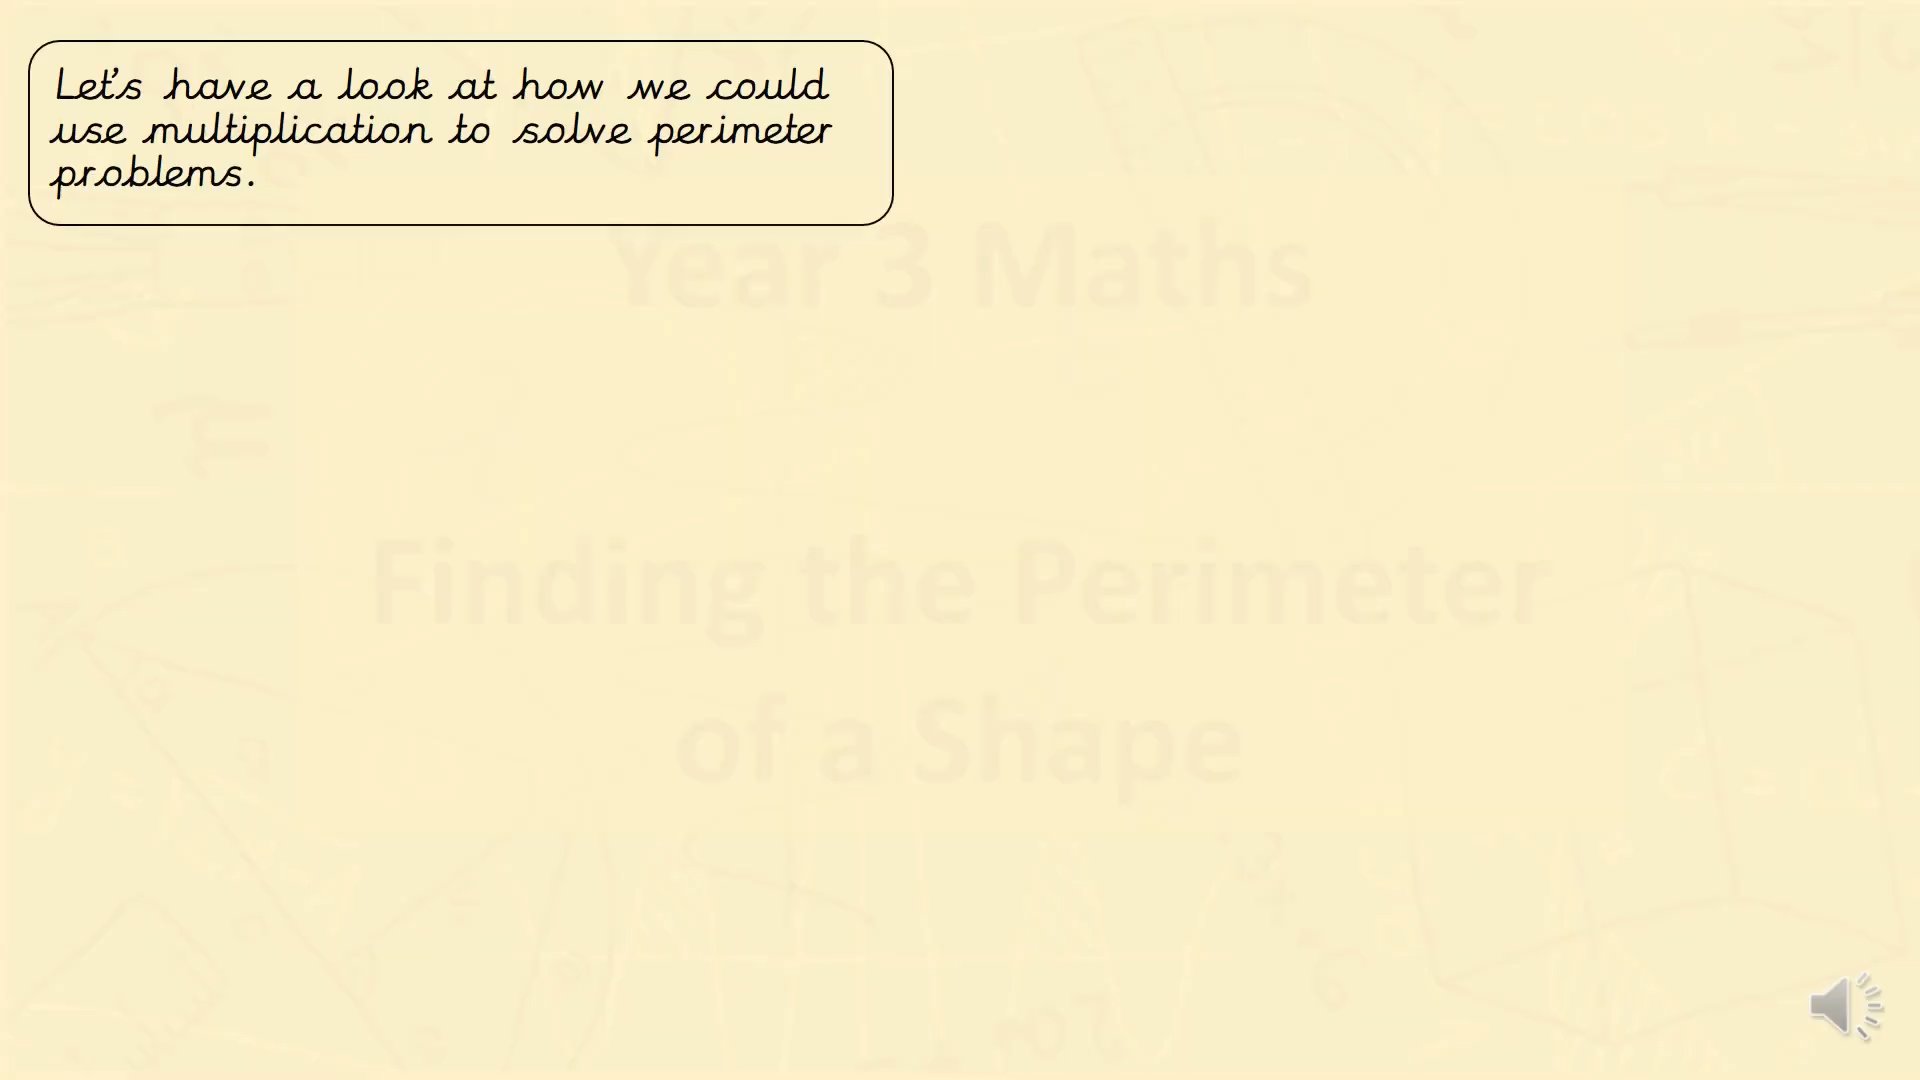 Let's have a look at how we could
use multiplication to solve perimeter
problems.
Year 3 Maths
Finding the Perimeter
of a Shape